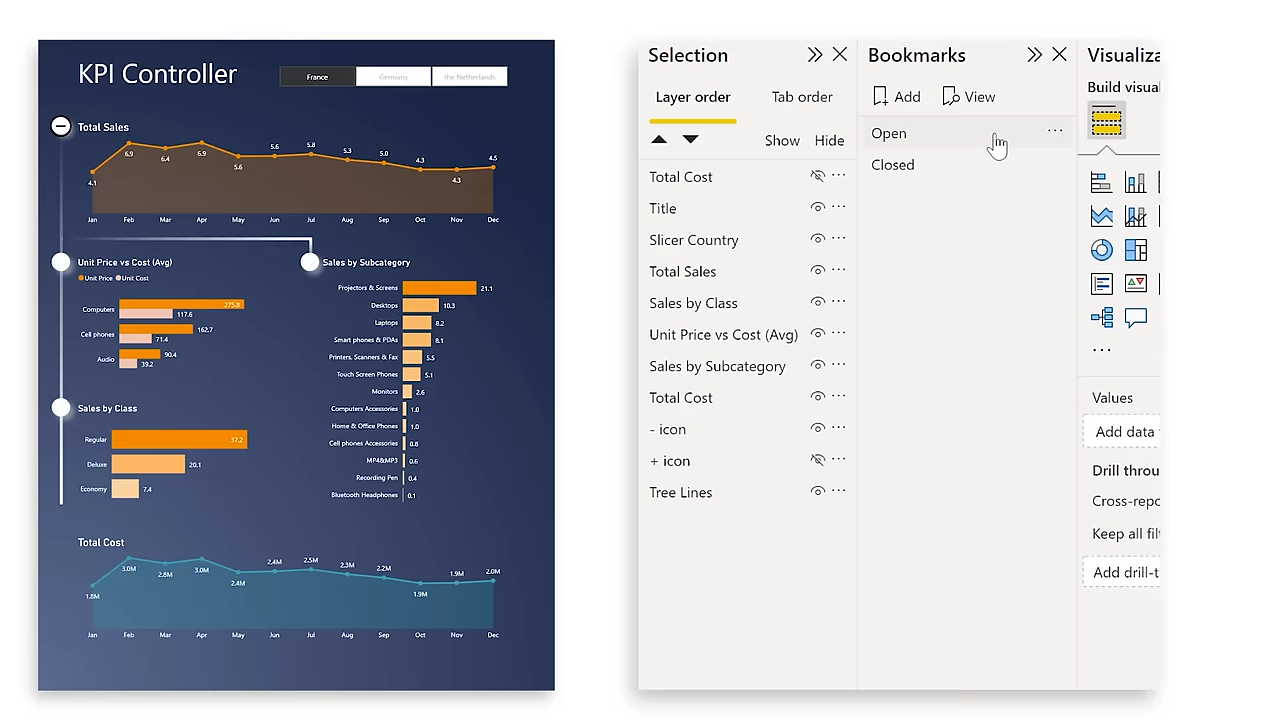 KPI Controller
France
Germany
the Netherlands
Total Sales
4.1
6.9
6.4
6.9
5.6
5.6
5.8
5.3
5.0
4.3
4.3
4.5
Jan Feb Mar Apr May Jun Jul Aug Sep Oct Nov Dec
Unit Price vs Cost (Avg)
Unit Price Unit Cost
Computers 275.8
117.6
Cell phones 162.7
71.4
Audio 90.4
39.2
Sales by Class
Regular 37.2
Deluxe 20.1
Economy 7.4
Sales by Subcategory
Projectors & Screens 21.1
Desktops 10.3
Laptops 8.2
Smart phones & PDAs 8.1
Printers, Scanners & Fax 5.5
Touch Screen Phones 5.1
Monitors 2.6
Computers Accessories 1.0
Home & Office Phones 1.0
Cell phones Accessories 0.8
MP4&MP3 0.6
Recording Pen 0.4
Bluetooth Headphones 0.1
Total Cost
1.8M
3.0M
2.8M
3.0M
2.4M
2.4M
2.5M
2.3M
2.2M
1.9M
1.9M
2.0M
Jan Feb Mar Apr May Jun Jul Aug Sep Oct Nov Dec
Selection
Layer order Tab order
Show Hide
Total Cost
Title
Slicer Country
Total Sales
Sales by Class
Unit Price vs Cost (Avg)
Sales by Subcategory
Total Cost
- icon
+ icon
Tree Lines
Bookmarks
Add View
Open
Closed
Visualiza
Build visual
Values
Add data
Drill throu
Cross-repo
Keep all filt
Add drill-t